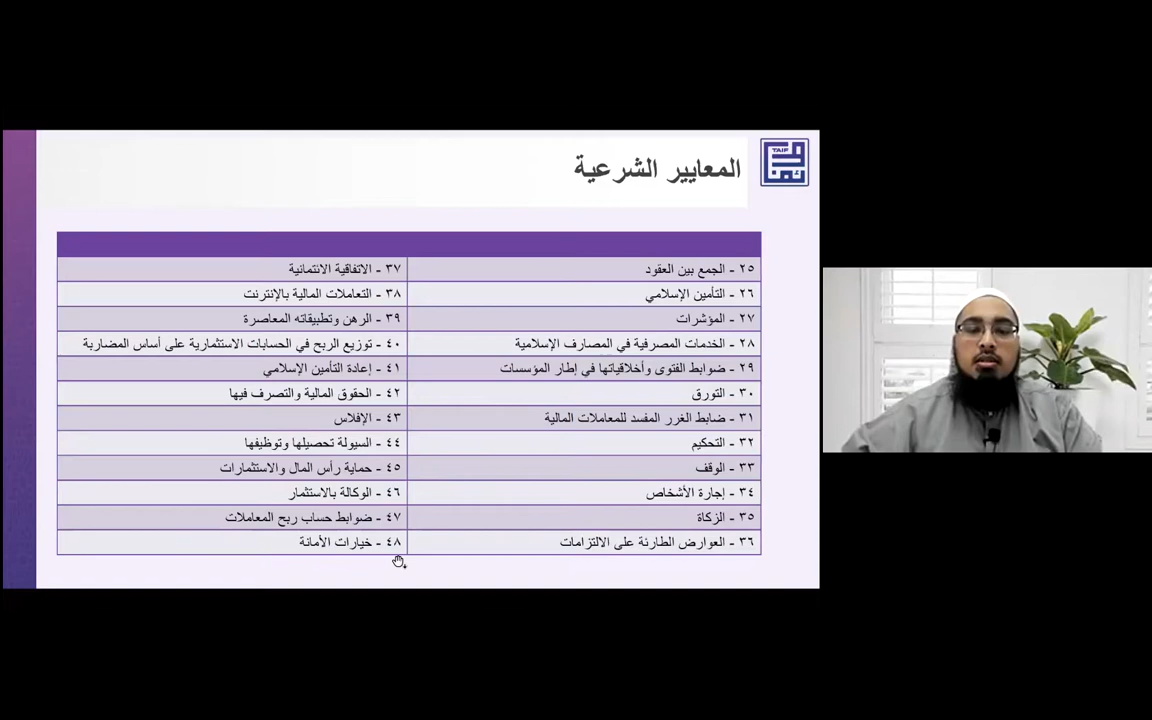 المعايير الشرعية
TAIF
٢٥ - الجمع بين العقود
٢٦ - التأمين الإسلامي
٢٧ - المؤشرات
٢٨ - الخدمات المصرفية في المصارف الإسلامية
٢٩ - ضوابط الفتوى وأخلاقياتها في إطار المؤسسات
٣٠ - التورق
٣١ - ضابط الغرر المفسد للمعاملات المالية
٣٢ - التحكيم
٣٣ - الوقف
٣٤ - إجارة الأشخاص
٣٥ - الزكاة
٣٦ - العوارض الطارئة على الالتزامات
٣٧ - الاتفاقية الائتمانية
٣٨ - التعاملات المالية بالإنترنت
٣٩ - الرهن وتطبيقاته المعاصرة
٤٠ - توزيع الربح في الحسابات الاستثمارية على أساس المضاربة
٤١ - إعادة التأمين الإسلامي
٤٢ - الحقوق المالية والتصرف فيها
٤٣ - الإفلاس
٤٤ - السيولة تحصيلها وتوظيفها
٤٥ - حماية رأس المال والاستثمارات
٤٦ - الوكالة بالاستثمار
٤٧ - ضوابط حساب ربح المعاملات
٤٨ - خيارات الأمانة